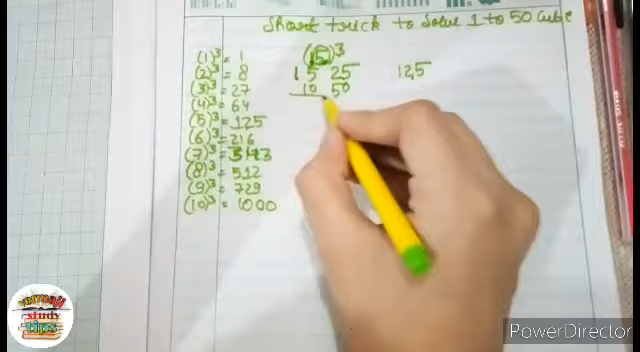 Short trick to solve 1 to 50 cube
(1)³ = 1
(2)³ = 8
(3)³ = 27
(4)³ = 64
(5)³ = 125
(6)³ = 216
(7)³ = 343
(8)³ = 512
(9)³ = 729
(10)³ = 1000
(15)³
1 5 25 125
10 50
study
tips
PowerDirector